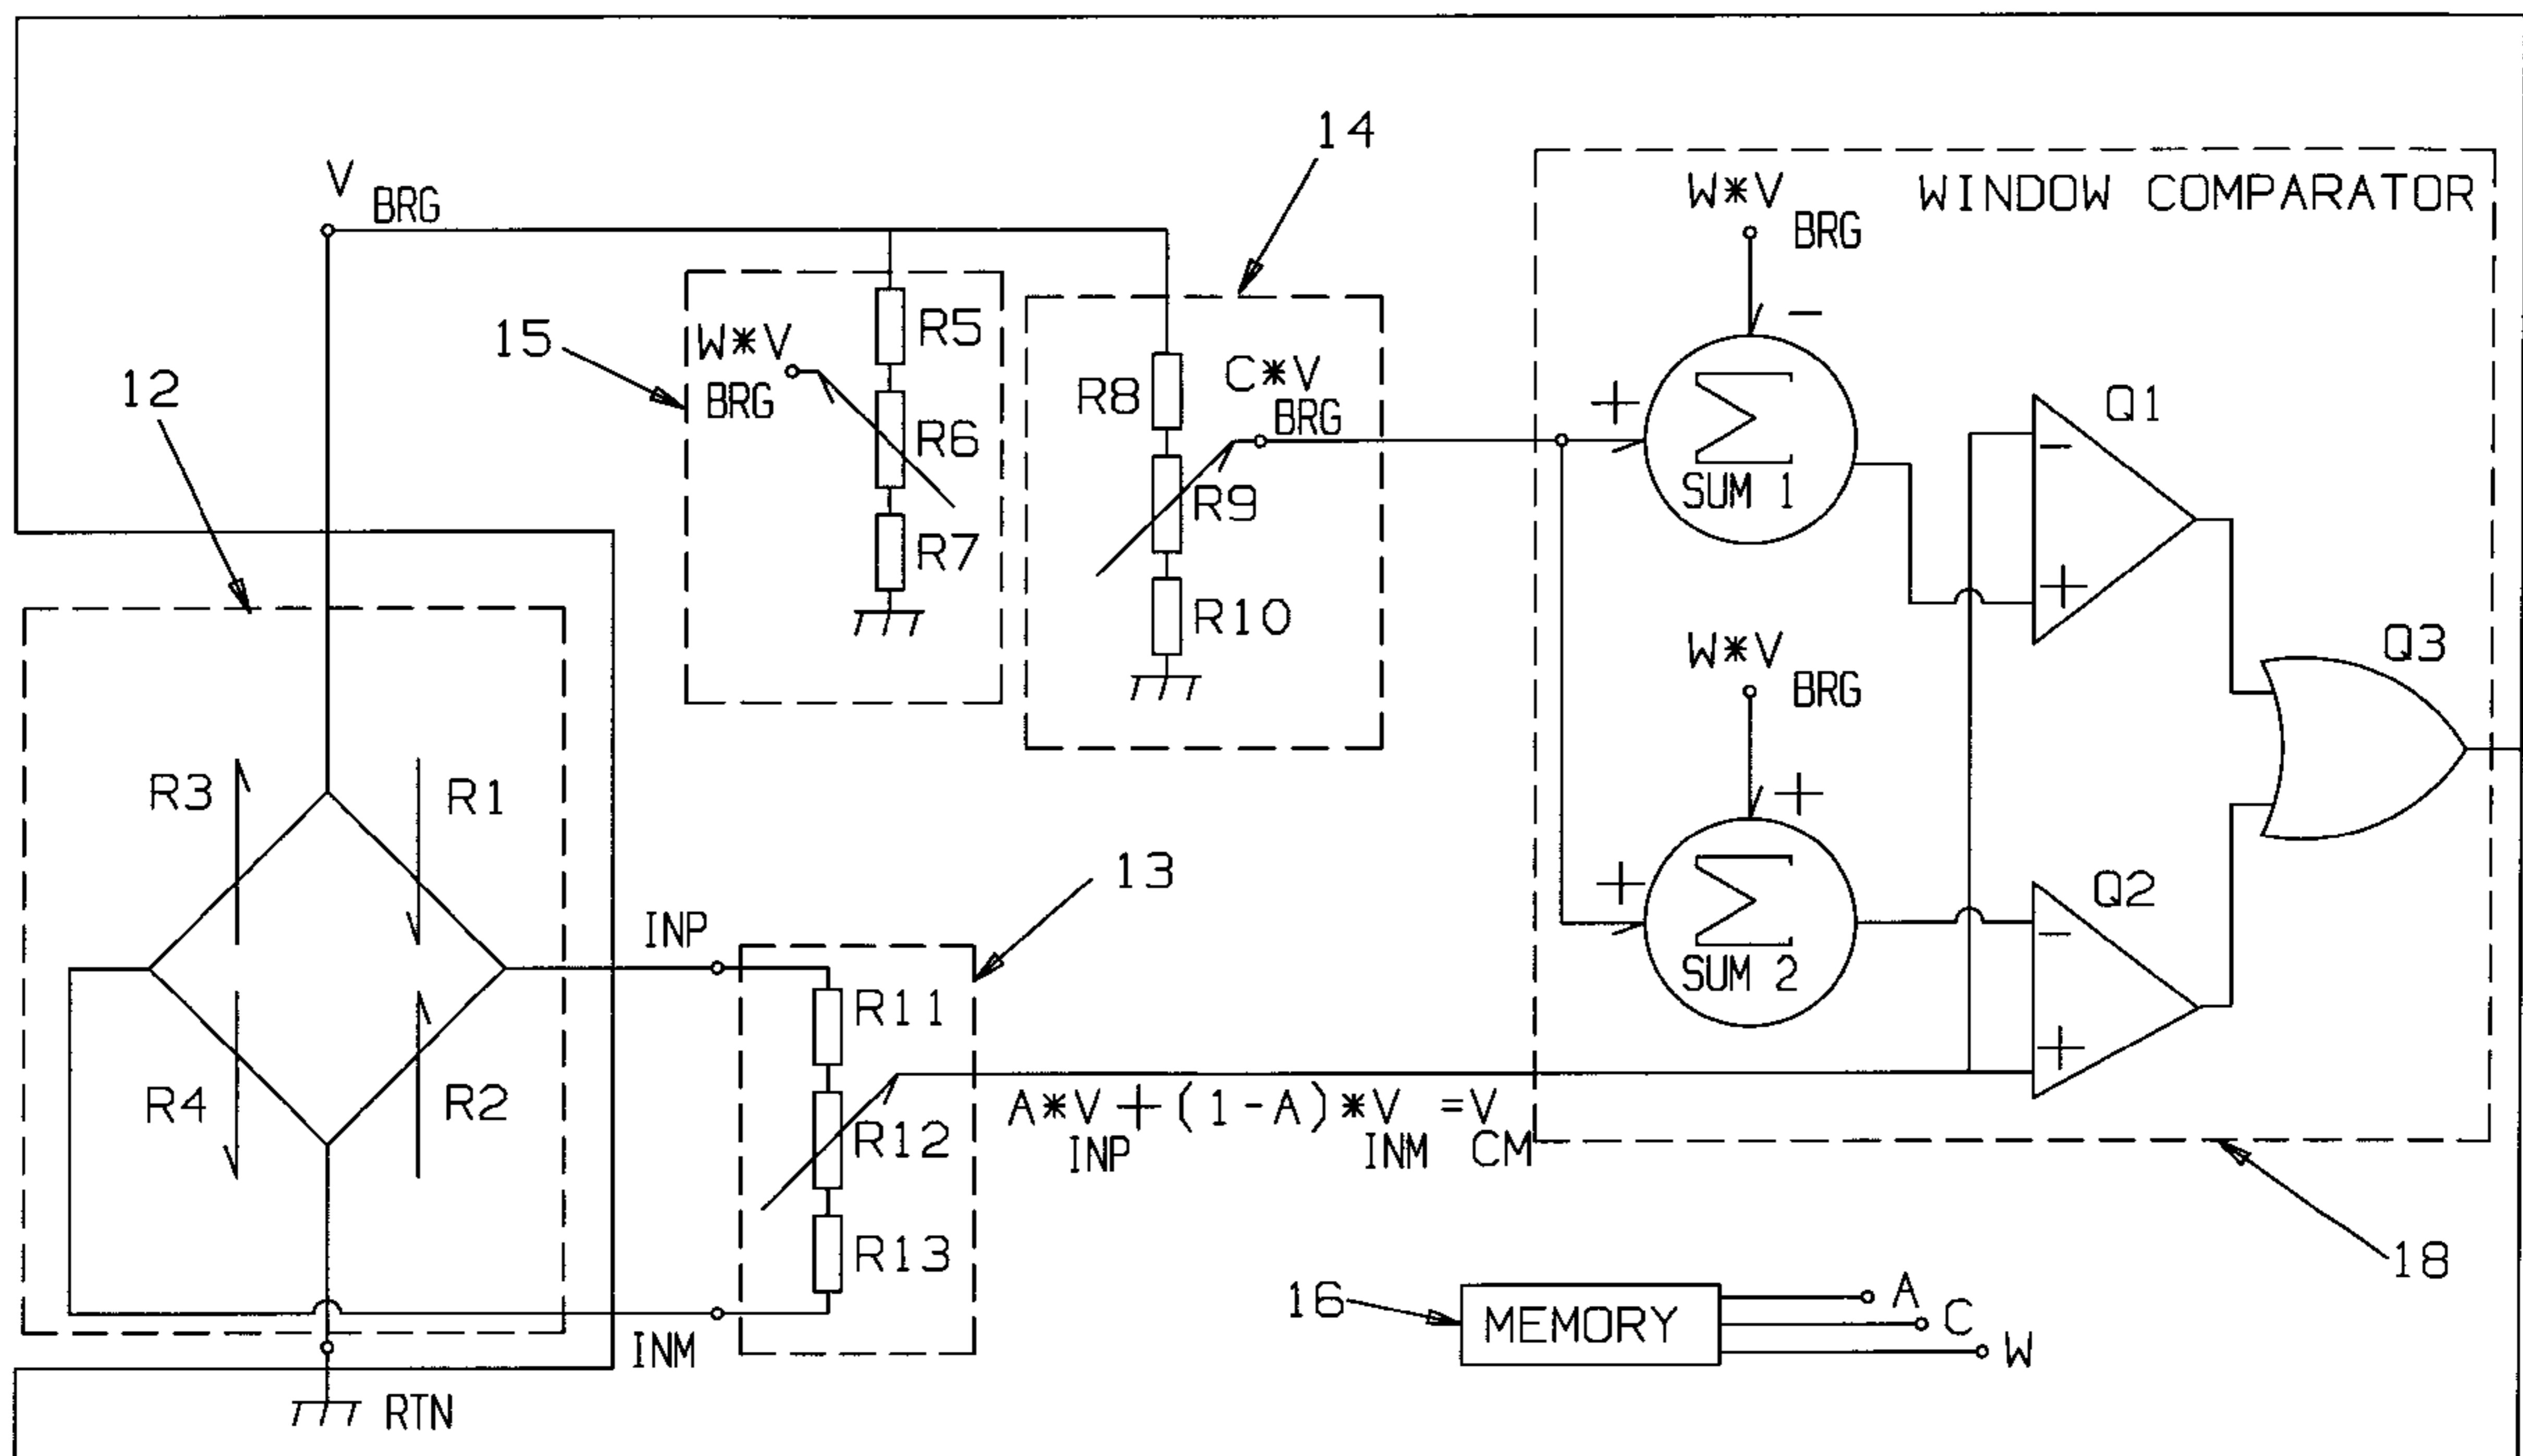 14
V
BRG
W*V
BRG
WINDOW COMPARATOR
−
15
W*V
BRG
R5
R6
R7
C*V
BRG
R8
R9
R10
12
+
Σ
SUM 1
Q1
−
+
W*V
BRG
+
Q3
R3
R1
R4
R2
13
+
Σ
SUM 2
Q2
−
+
INP
R11
R12
R13
A*V + (1-A)*V =V
INP INM CM
INM
RTN
16
MEMORY
A
C
W
18